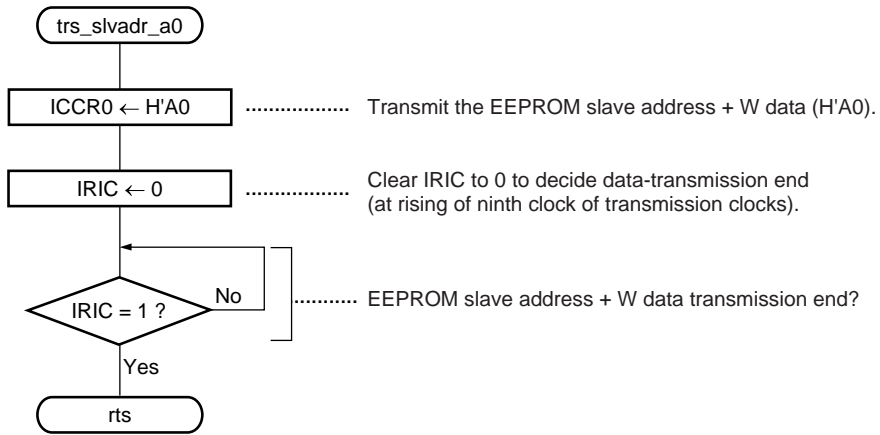 trs_slvadr_a0
ICCR0 ← H'A0
Transmit the EEPROM slave address + W data (H'A0).
IRIC ← 0
Clear IRIC to 0 to decide data-transmission end
(at rising of ninth clock of transmission clocks).
IRIC = 1 ?
No
EEPROM slave address + W data transmission end?
Yes
rts